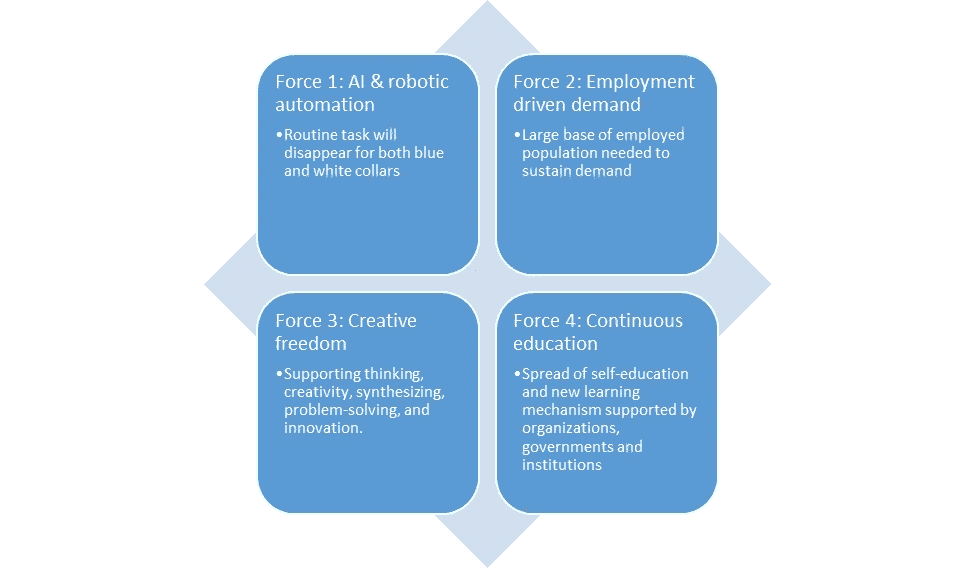 Force 1: AI & robotic
automation
•Routine task will
disappear for both blue
and white collars
Force 2: Employment
driven demand
•Large base of employed
population needed to
sustain demand
Force 3: Creative
freedom
•Supporting thinking,
creativity, synthesizing,
problem-solving, and
innovation.
Force 4: Continuous
education
•Spread of self-education
and new learning
mechanism supported by
organizations,
governments and
institutions